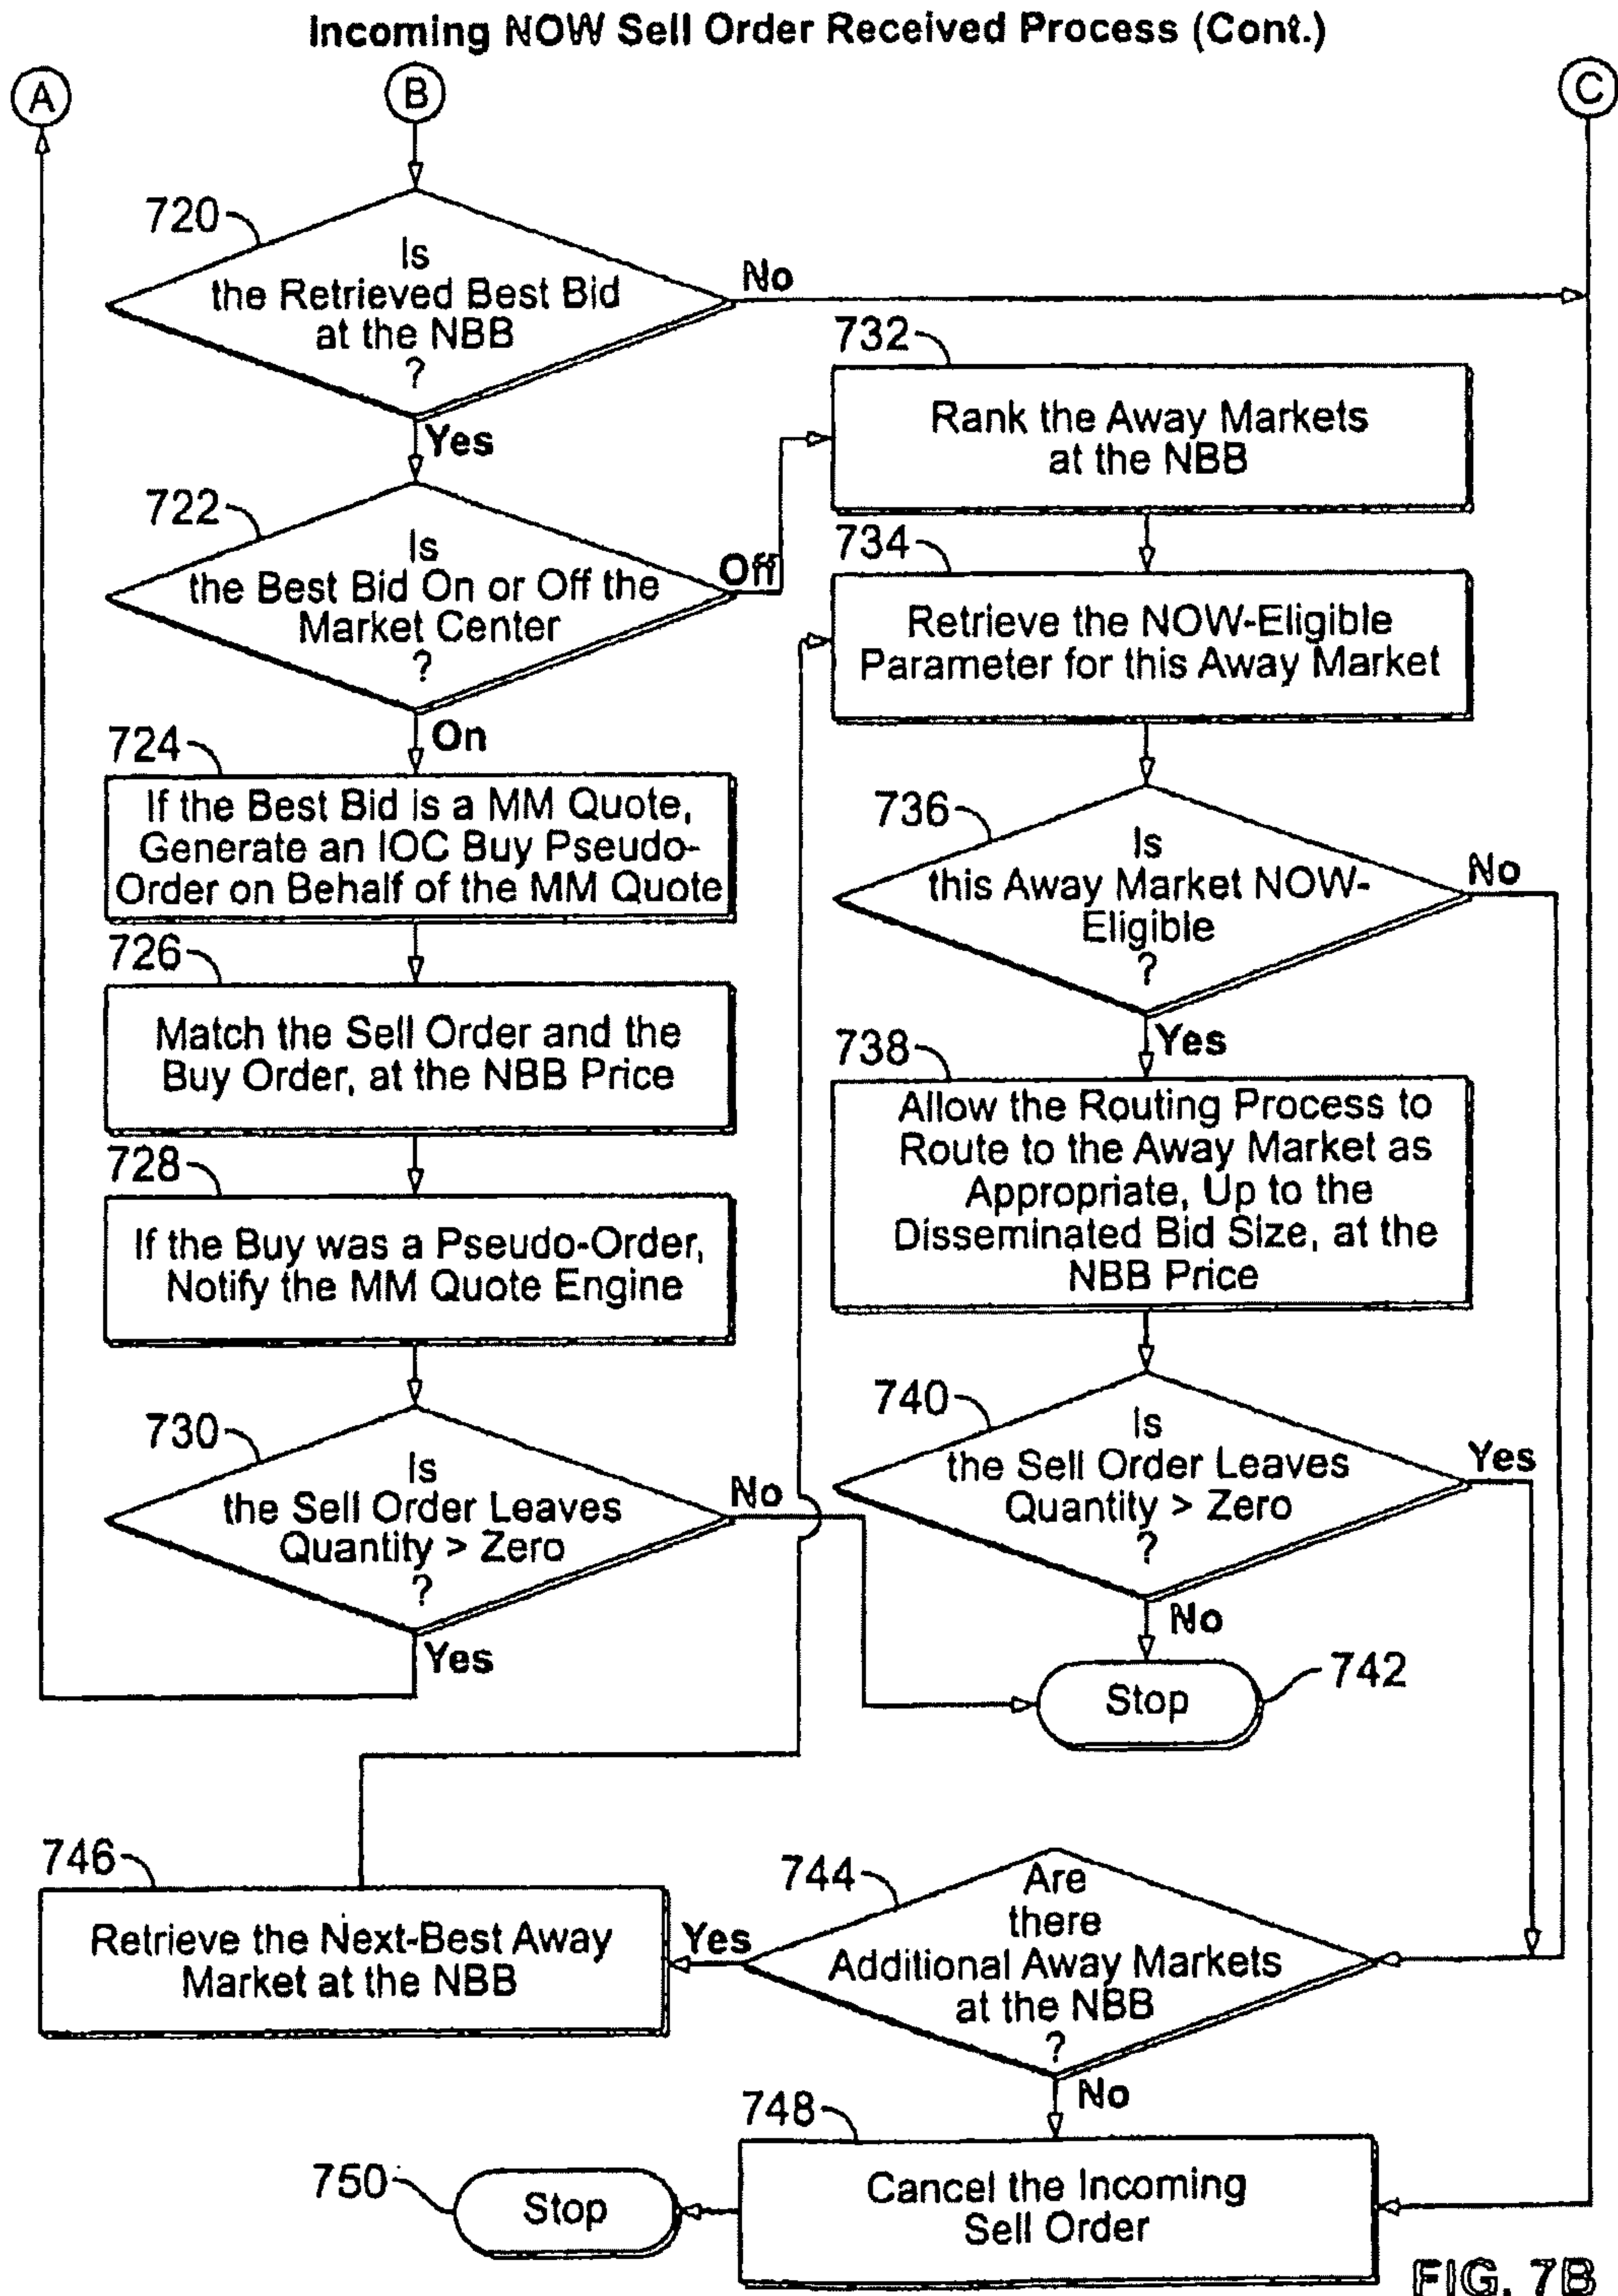 Incoming NOW Sell Order Received Process (Cont.)
A
B
C
720
Is
the Retrieved Best Bid
at the NBB
?
No
Yes
722
Is
the Best Bid On or Off the
Market Center
?
Off
On
724
If the Best Bid is a MM Quote,
Generate an IOC Buy Pseudo-
Order on Behalf of the MM Quote
726
Match the Sell Order and the
Buy Order, at the NBB Price
728
If the Buy was a Pseudo-Order,
Notify the MM Quote Engine
730
Is
the Sell Order Leaves
Quantity > Zero
?
No
Yes
732
Rank the Away Markets
at the NBB
734
Retrieve the NOW-Eligible
Parameter for this Away Market
736
Is
this Away Market NOW-
Eligible
?
No
Yes
738
Allow the Routing Process to
Route to the Away Market as
Appropriate, Up to the
Disseminated Bid Size, at the
NBB Price
740
Is
the Sell Order Leaves
Quantity > Zero
?
Yes
No
Stop
742
744
Are
there
Additional Away Markets
at the NBB
?
Yes
No
746
Retrieve the Next-Best Away
Market at the NBB
748
Cancel the Incoming
Sell Order
750
Stop
FIG. 7B